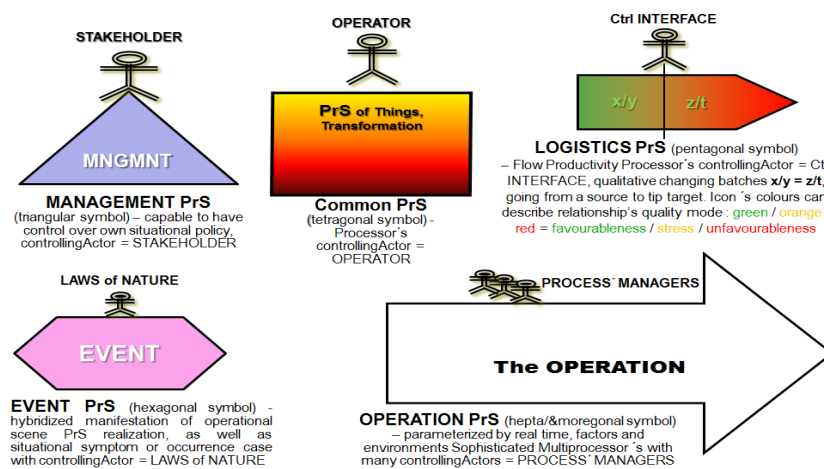 STAKEHOLDER
MNGMNT
MANAGEMENT PrS
(triangular symbol) – capable to have
control over own situational policy,
controllingActor = STAKEHOLDER
OPERATOR
PrS of Things,
Transformation
Common PrS
(tetragonal symbol) -
Processor´s
controllingActor =
OPERATOR
Ctrl INTERFACE
x/y z/t
LOGISTICS PrS (pentagonal symbol)
– Flow Productivity Processor´s controllingActor = Ctrl
INTERFACE, qualitative changing batches x/y = z/t,
going from a source to tip target. Icon´s colours can
describe relationship's quality mode : green / orange
red = favourableness / stress / unfavourableness
LAWS of NATURE
EVENT
EVENT PrS (hexagonal symbol) -
hybridized manifestation of operational
scene PrS realization, as well as
situational symptom or occurrence case
with controllingActor = LAWS of NATURE
PROCESS´ MANAGERS
The OPERATION
OPERATION PrS (hepta/&moregonal symbol)
– parameterized by real time, factors and
environments Sophisticated Multiprocessor ´s with
many controllingActors = PROCESS´ MANAGERS